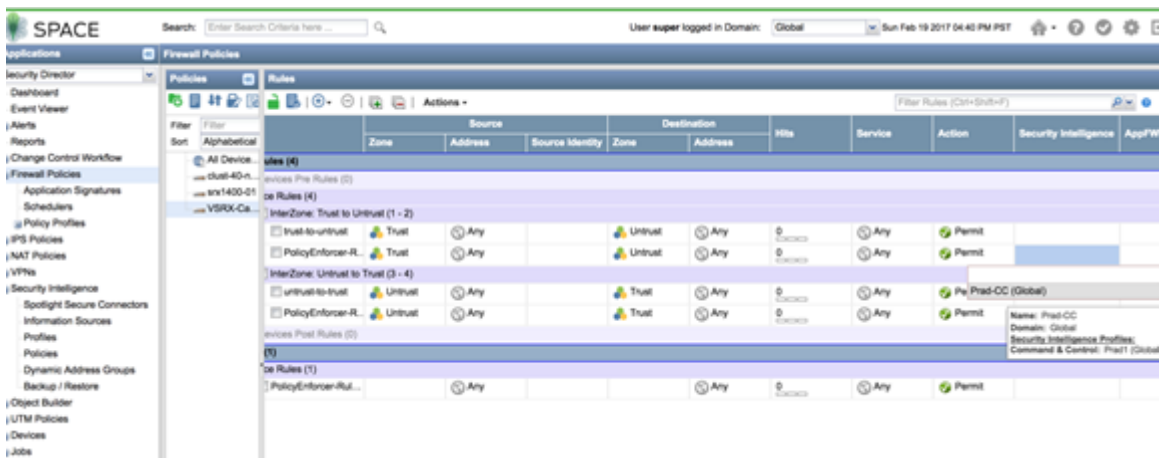 SPACE
Search: Enter Search Criteria here ...
User super logged in Domain: Global
Sun Feb 19 2017 04:40 PM PST
Applications
Firewall Policies
Security Director
Policies
Rules
Dashboard
Event Viewer
Actions
Filter Rules (Ctrl+Shift+F)
Alerts
Filter Filter
Source Destination
Reports
Sort Alphabetical
Zone Address Source Identity Zone Address Hits Service Action Security Intelligence AppFW
Change Control Workflow
All Device...
ules (4)
Firewall Policies
clust-40-n...
evices Pre Rules (0)
Application Signatures
srx1400-01
ce Rules (4)
Schedulers
VSRX-Ca...
InterZone: Trust to Untrust (1 - 2)
Policy Profiles
trust-to-untrust Trust Any Untrust Any 0 Any Permit
IPS Policies
NAT Policies
PolicyEnforcer-R... Trust Any Untrust Any 0 Any Permit
VPNs
InterZone: Untrust to Trust (3 - 4)
Security Intelligence
untrust-to-trust Untrust Any Trust Any 0 Any Pe Prad-CC (Global)
Spotlight Secure Connectors
Information Sources
PolicyEnforcer-R... Untrust Any Trust Any 0 Any Permit
Name: Prad-CC
Domain: Global
Security Intelligence Profiles:
Command & Control: Prad1 (Global
Profiles
evices Post Rules (0)
Policies
(1)
Dynamic Address Groups
ce Rules (1)
Backup / Restore
PolicyEnforcer-Rul... Any Any 0 Any Permit
Object Builder
UTM Policies
Devices
Jobs